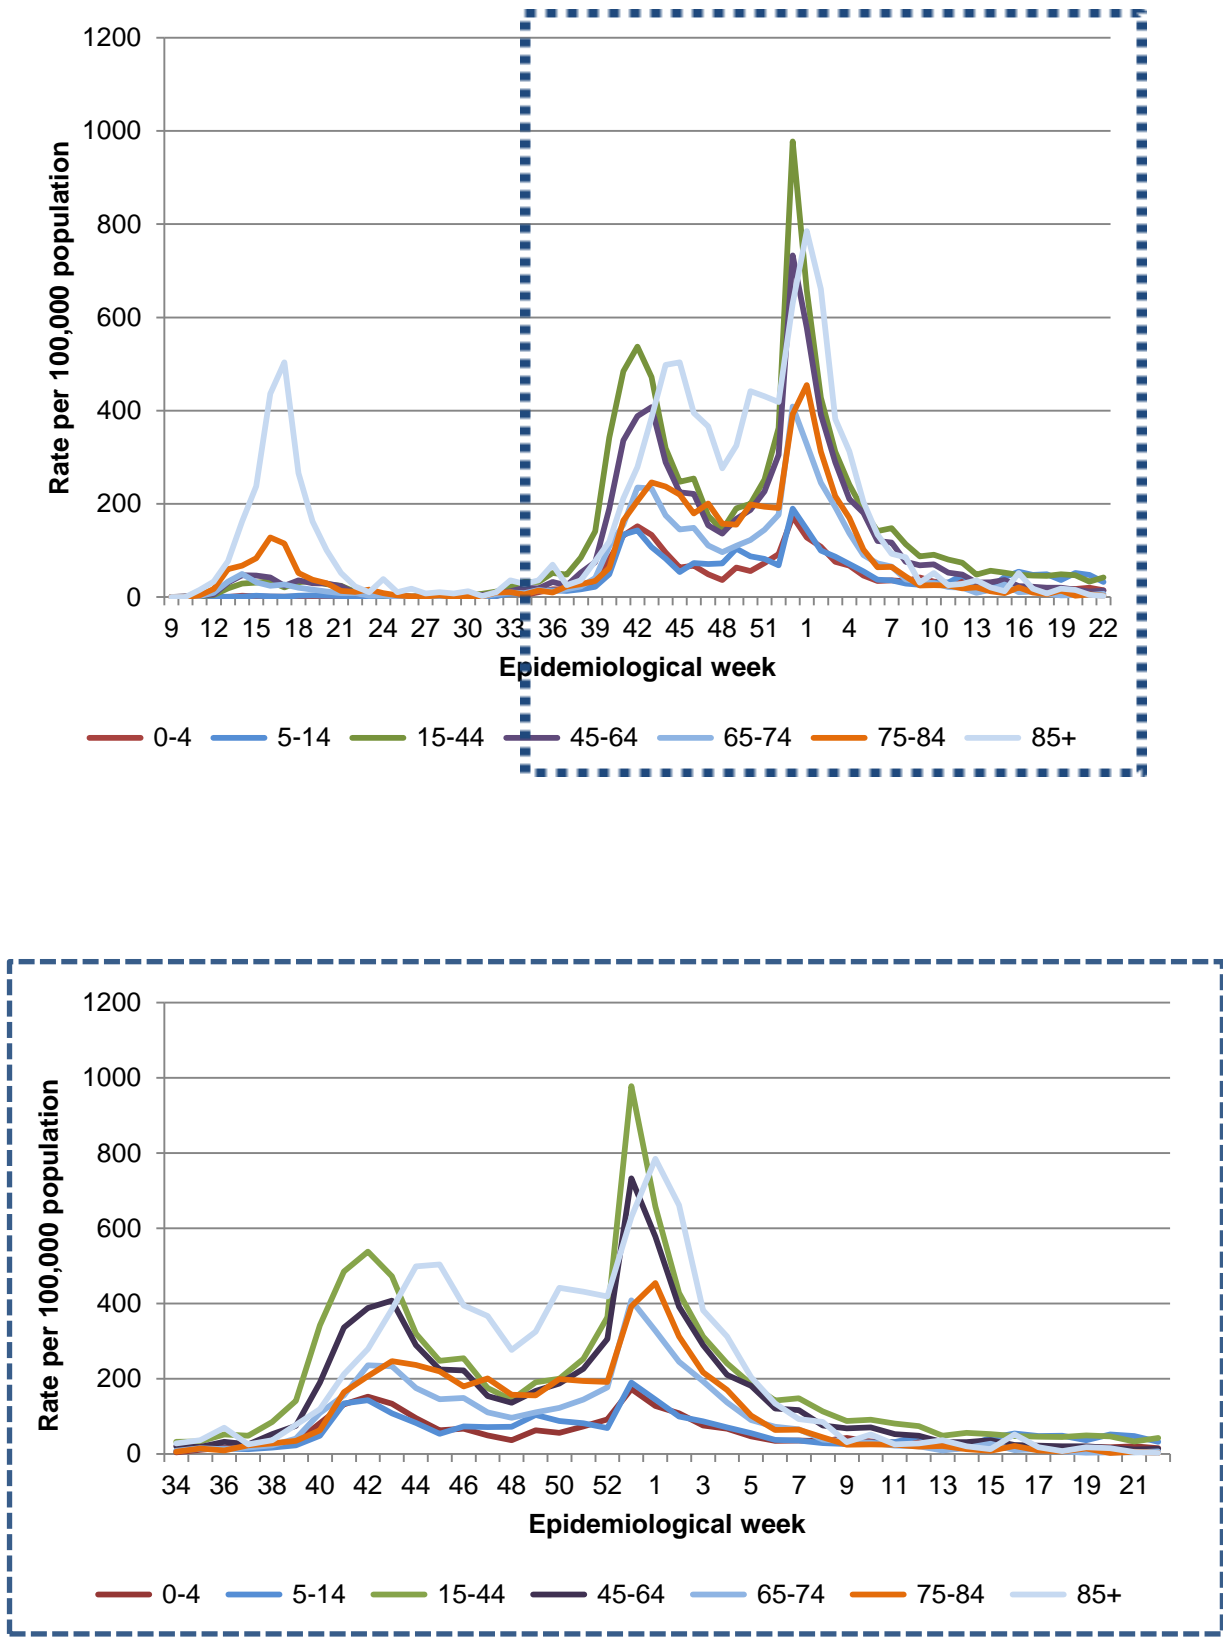 1200
1000
800
600
400
200
0
Rate per 100,000 population
9 12 15 18 21 24 27 30 33 36 39 42 45 48 51 1 4 7 10 13 16 19 22
Epidemiological week
0-4 5-14 15-44 45-64 65-74 75-84 85+
1200
1000
800
600
400
200
0
Rate per 100,000 population
34 36 38 40 42 44 46 48 50 52 1 3 5 7 9 11 13 15 17 19 21
Epidemiological week
0-4 5-14 15-44 45-64 65-74 75-84 85+